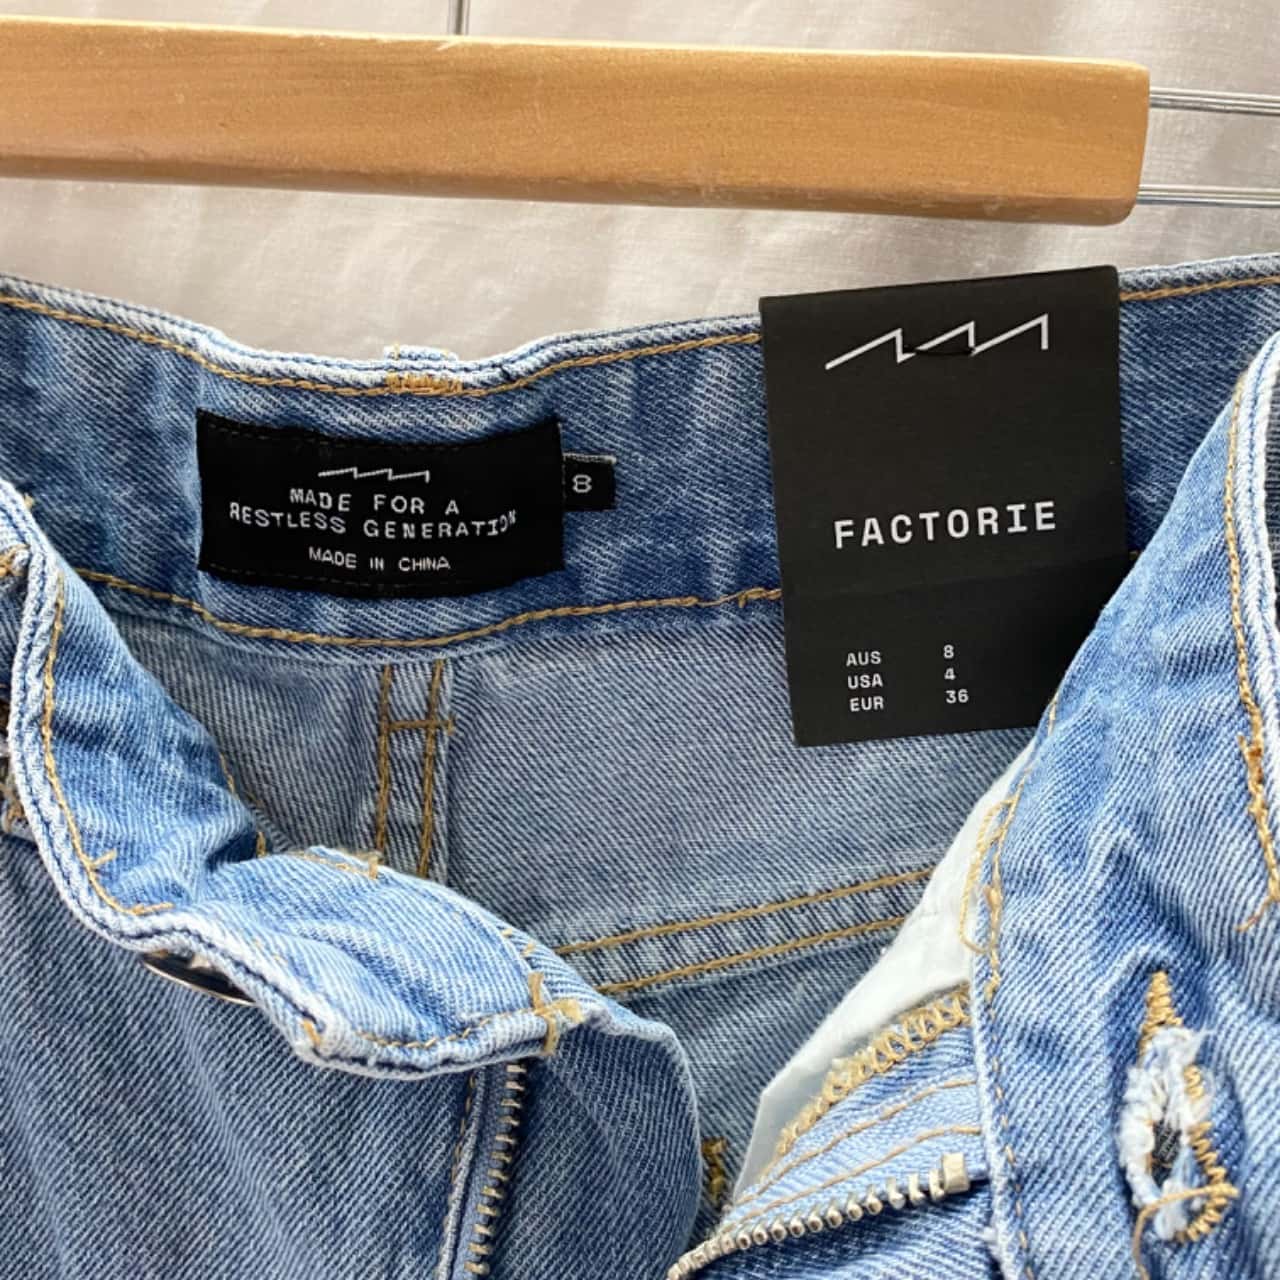 MADE FOR A
RESTLESS GENERATION
MADE IN CHINA
8
FACTORIE
AUS 8
USA 4
EUR 36